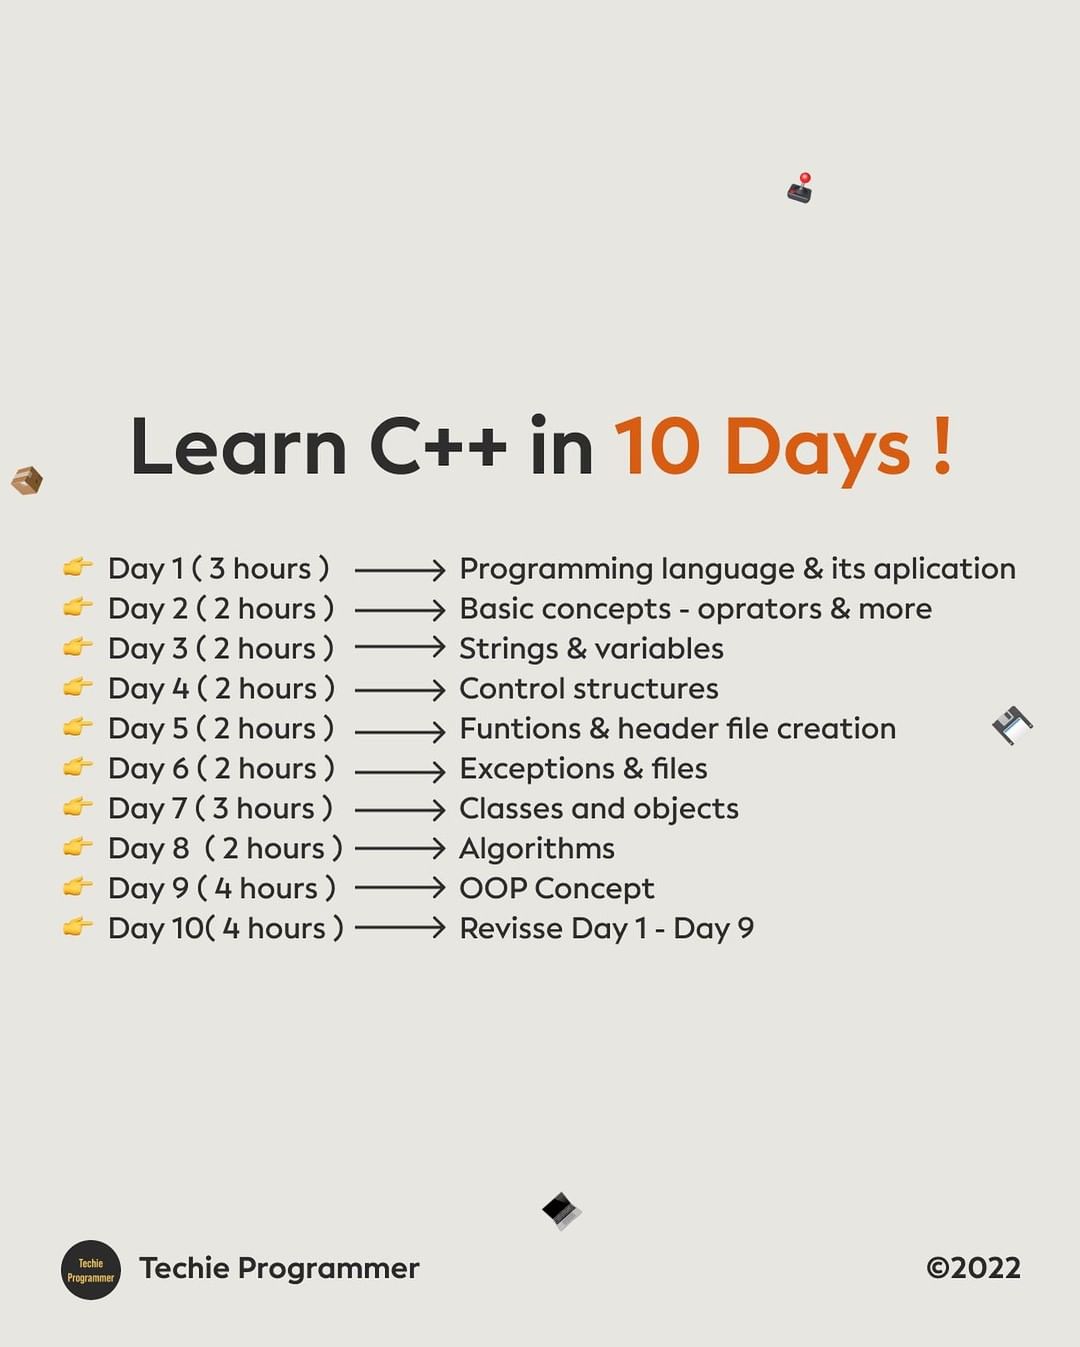 Learn C++ in 10 Days !
👉 Day 1 ( 3 hours ) ⟶ Programming language & its aplication
👉 Day 2 ( 2 hours ) ⟶ Basic concepts - oprators & more
👉 Day 3 ( 2 hours ) ⟶ Strings & variables
👉 Day 4 ( 2 hours ) ⟶ Control structures
👉 Day 5 ( 2 hours ) ⟶ Funtions & header file creation
👉 Day 6 ( 2 hours ) ⟶ Exceptions & files
👉 Day 7 ( 3 hours ) ⟶ Classes and objects
👉 Day 8 ( 2 hours ) ⟶ Algorithms
👉 Day 9 ( 4 hours ) ⟶ OOP Concept
👉 Day 10( 4 hours ) ⟶ Revisse Day 1 - Day 9
Techie
Programmer
Techie Programmer
©2022